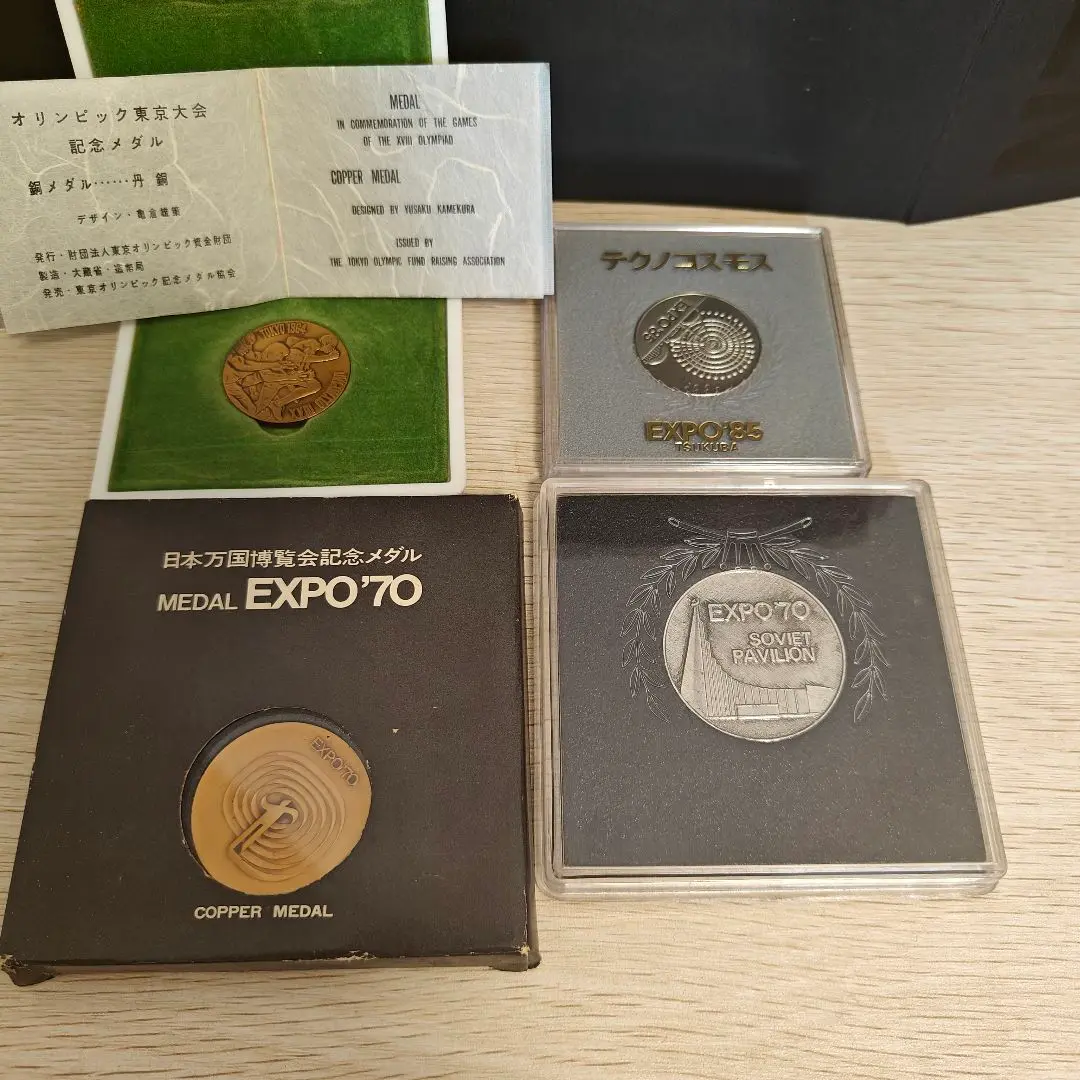 オリンピック東京大会
記念メダル
銅メダル……丹 銅
デザイン・亀倉雄策
発行・財団法人東京オリンピック資金財団
製造・大蔵省・造幣局
発売・東京オリンピック記念メダル協会
MEDAL
IN COMMEMORATION OF THE GAMES
OF THE XVIII OLYMPIAD
COPPER MEDAL
DESIGNED BY YUSAKU KAMEKURA
ISSUED BY
THE TOKYO OLYMPIC FUND RAISING ASSOCIATION
TOKYO 1964
テクノコスモス
EXPO'85
TSUKUBA
日本万国博覧会記念メダル
MEDAL EXPO'70
EXPO'70
COPPER MEDAL
EXPO'70
SOVIET
PAVILION